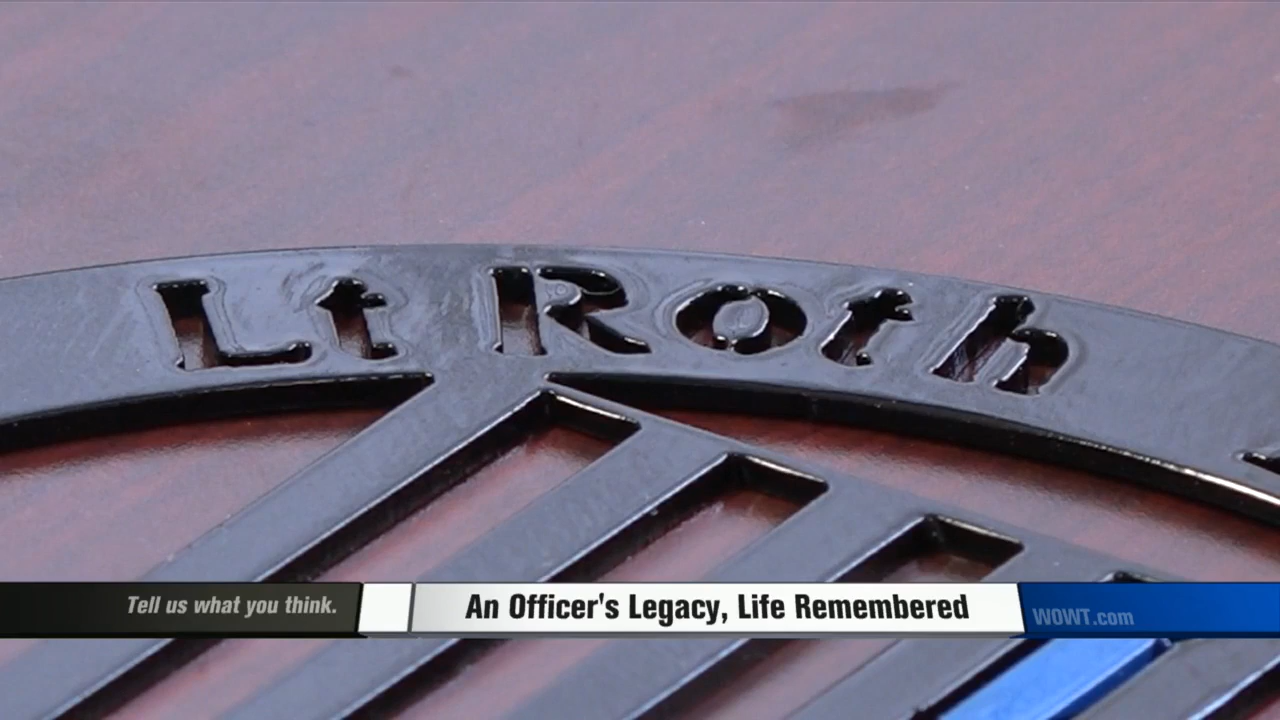 Lt Roth
Tell us what you think.
An Officer's Legacy, Life Remembered
WOWT.com